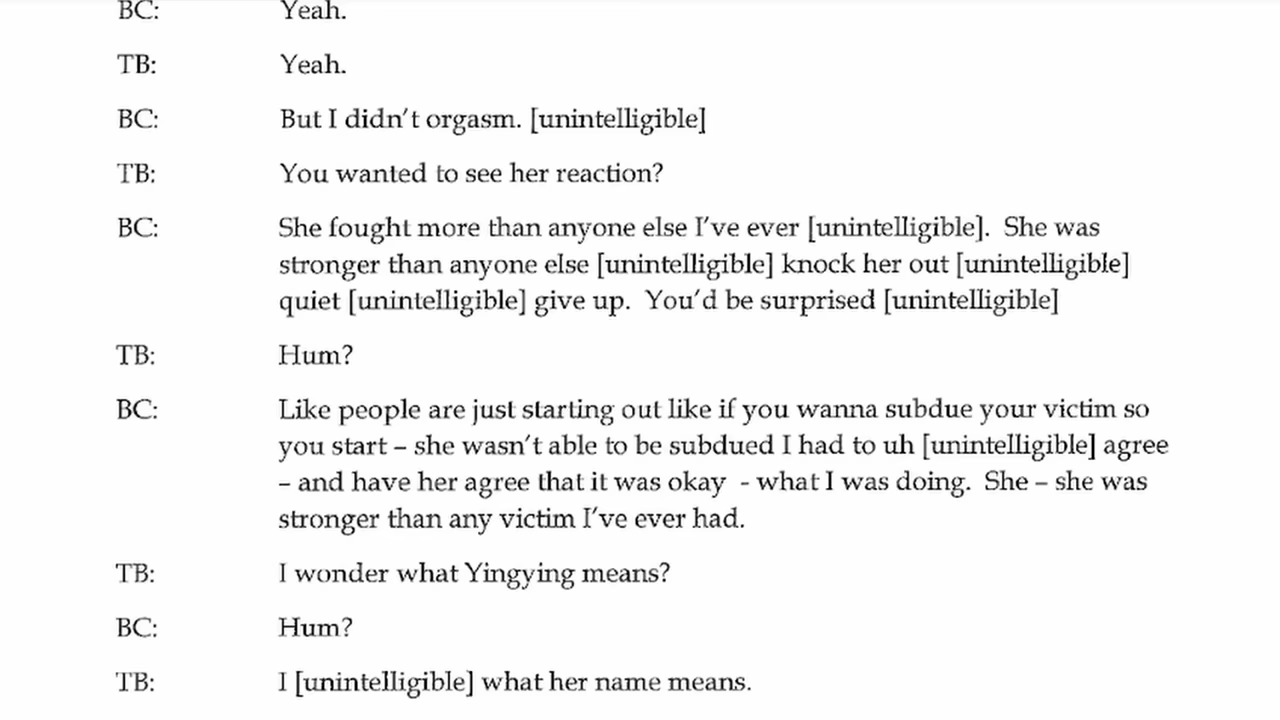 BC: Yeah.
TB: Yeah.
BC: But I didn't orgasm. [unintelligible]
TB: You wanted to see her reaction?
BC: She fought more than anyone else I've ever [unintelligible].  She was
stronger than anyone else [unintelligible] knock her out [unintelligible]
quiet [unintelligible] give up.  You'd be surprised [unintelligible]
TB: Hum?
BC: Like people are just starting out like if you wanna subdue your victim so
you start – she wasn't able to be subdued I had to uh [unintelligible] agree
– and have her agree that it was okay  - what I was doing.  She – she was
stronger than any victim I've ever had.
TB: I wonder what Yingying means?
BC: Hum?
TB: I [unintelligible] what her name means.